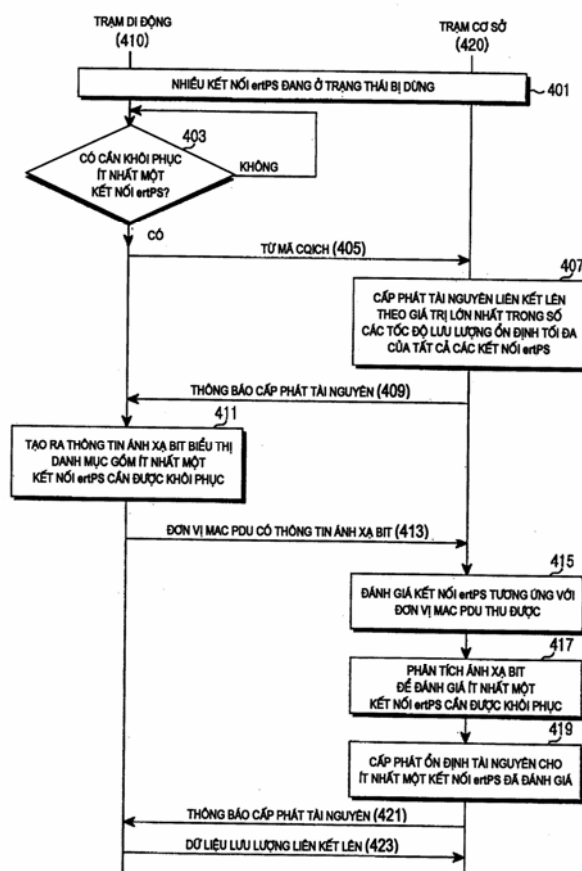 TRẠM DI ĐỘNG
(410)
TRẠM CƠ SỞ
(420)
NHIỀU KẾT NỐI ertPS ĐANG Ở TRẠNG THÁI BỊ DỪNG
401
403
CÓ CẦN KHÔI PHỤC
ÍT NHẤT MỘT
KẾT NỐI ertPS?
KHÔNG
CÓ
TỪ MÃ CQICH (405)
407
CẤP PHÁT TÀI NGUYÊN LIÊN KẾT LÊN
THEO GIÁ TRỊ LỚN NHẤT TRONG SỐ
CÁC TỐC ĐỘ LƯU LƯỢNG ỔN ĐỊNH TỐI ĐA
CỦA TẤT CẢ CÁC KẾT NỐI ertPS
THÔNG BÁO CẤP PHÁT TÀI NGUYÊN (409)
411
TẠO RA THÔNG TIN ÁNH XẠ BIT BIỂU THỊ
DANH MỤC GỒM ÍT NHẤT MỘT
KẾT NỐI ertPS CẦN ĐƯỢC KHÔI PHỤC
ĐƠN VỊ MAC PDU CÓ THÔNG TIN ÁNH XẠ BIT (413)
415
ĐÁNH GIÁ KẾT NỐI ertPS TƯƠNG ỨNG VỚI
ĐƠN VỊ MAC PDU THU ĐƯỢC
417
PHÂN TÍCH ÁNH XẠ BIT
ĐỂ ĐÁNH GIÁ ÍT NHẤT MỘT
KẾT NỐI ertPS CẦN ĐƯỢC KHÔI PHỤC
419
CẤP PHÁT ỔN ĐỊNH TÀI NGUYÊN CHO
ÍT NHẤT MỘT KẾT NỐI ertPS ĐÃ ĐÁNH GIÁ
THÔNG BÁO CẤP PHÁT TÀI NGUYÊN (421)
DỮ LIỆU LƯU LƯỢNG LIÊN KẾT LÊN (423)